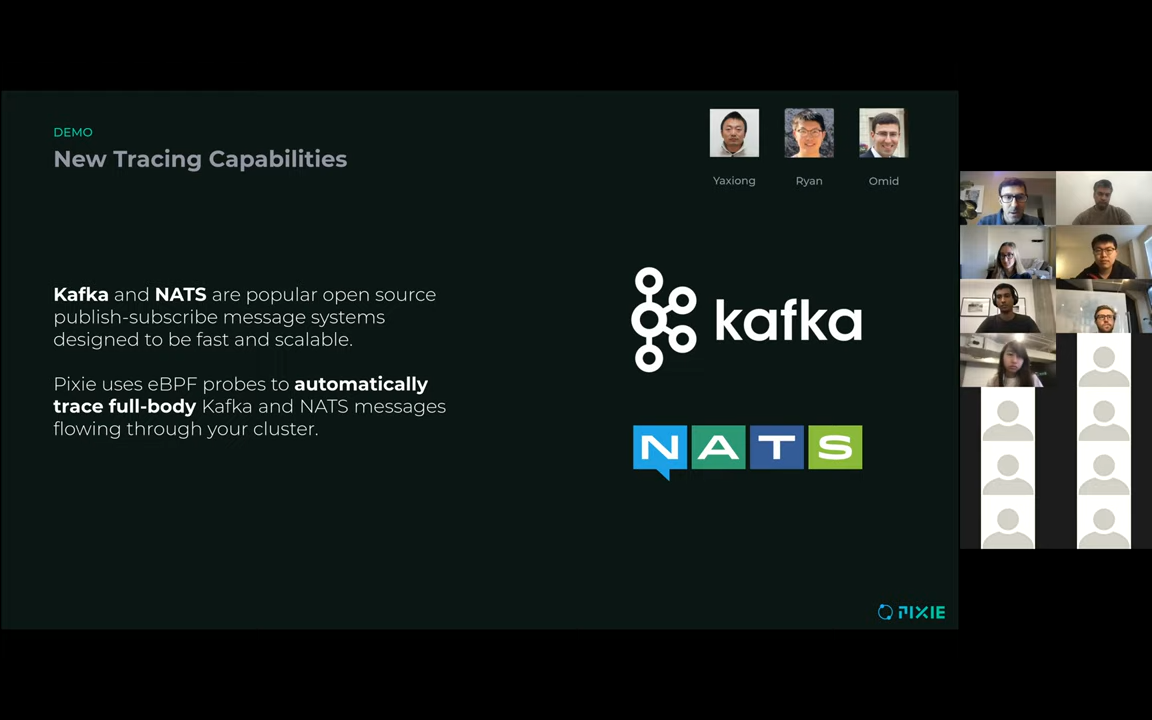 DEMO
New Tracing Capabilities
Yaxiong
Ryan
Omid
Kafka and NATS are popular open source
publish-subscribe message systems
designed to be fast and scalable.
Pixie uses eBPF probes to automatically
trace full-body Kafka and NATS messages
flowing through your cluster.
kafka
NATS
PIXIE